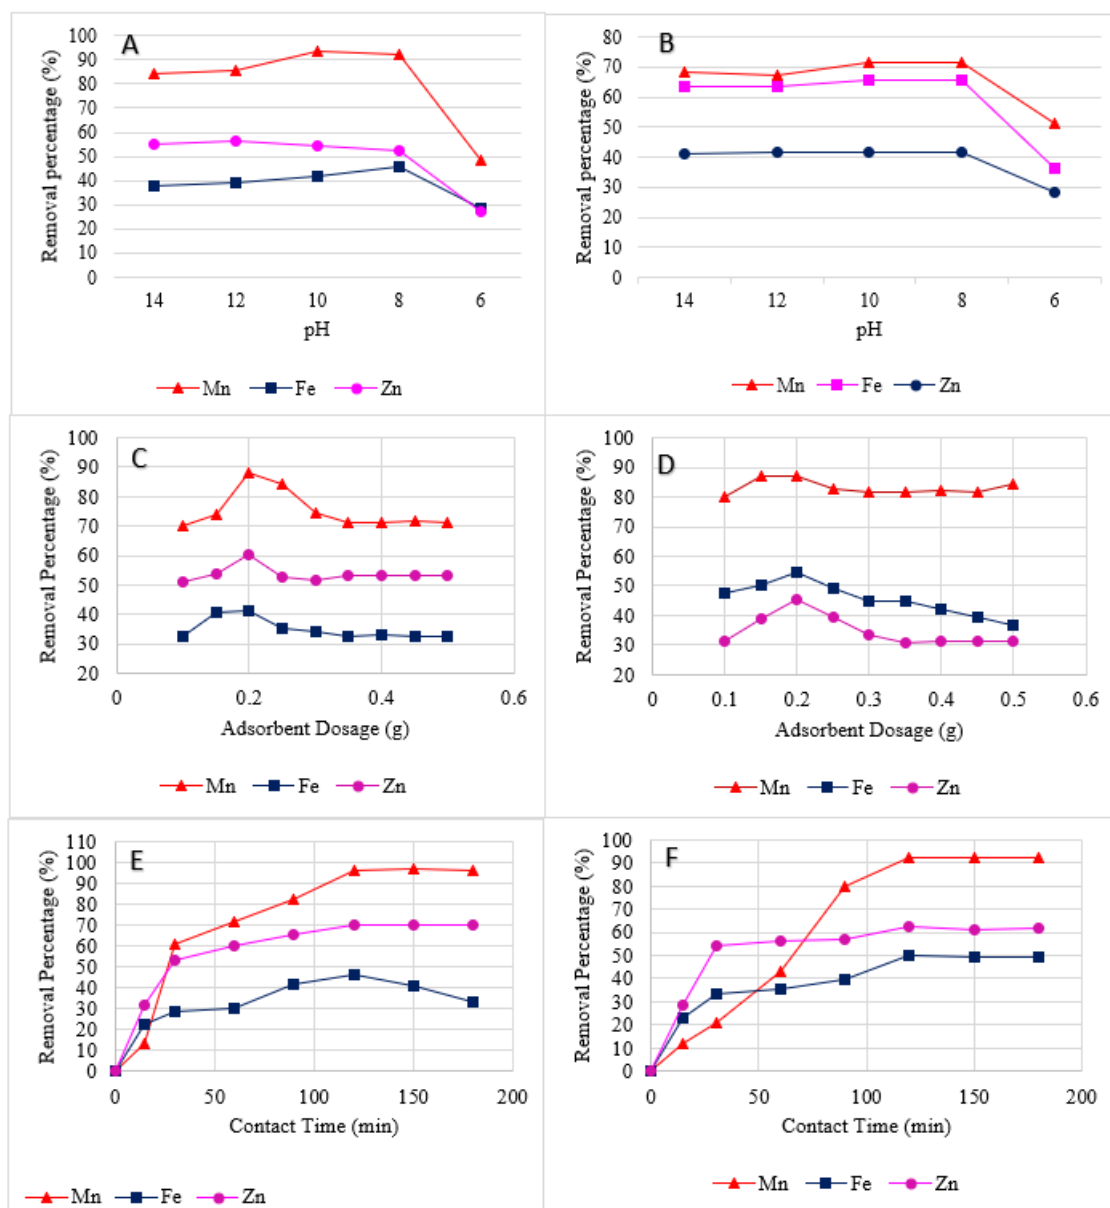 A
Removal percentage (%)
100
90
80
70
60
50
40
30
20
10
0
14 12 10 8 6
pH
Mn Fe Zn
B
Removal percentage (%)
80
70
60
50
40
30
20
10
0
14 12 10 8 6
pH
Mn Fe Zn
C
Removal Percentage (%)
100
90
80
70
60
50
40
30
20
0 0.2 0.4 0.6
Adsorbent Dosage (g)
Mn Fe Zn
D
Removal Percentage (%)
100
90
80
70
60
50
40
30
20
0 0.1 0.2 0.3 0.4 0.5 0.6
Adsorbent Dosage (g)
Mn Fe Zn
E
Removal Percentage (%)
110
100
90
80
70
60
50
40
30
20
10
0
0 50 100 150 200
Contact Time (min)
Mn Fe Zn
F
Removal Percentage (%)
100
90
80
70
60
50
40
30
20
10
0
0 50 100 150 200
Contact Time (min)
Mn Fe Zn